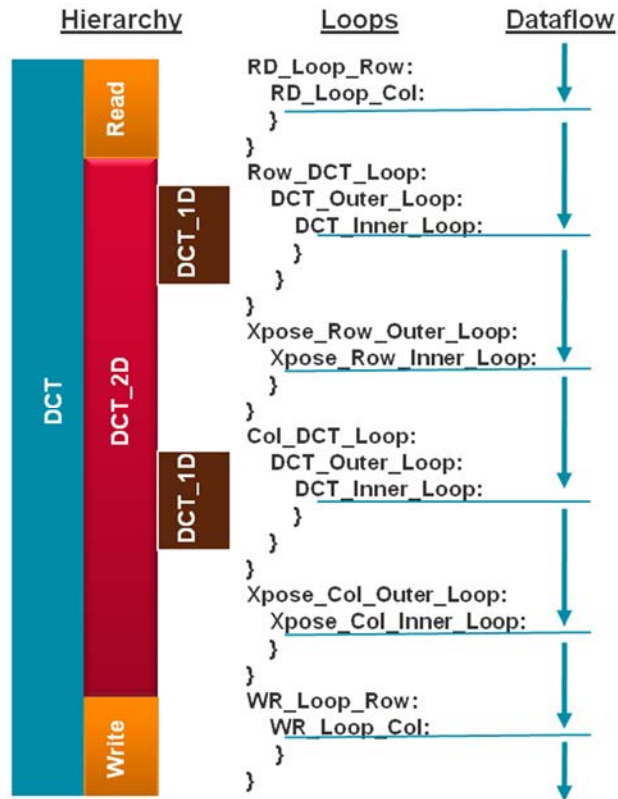 Hierarchy Loops Dataflow
DCT
Read
DCT_2D
DCT_1D
DCT_1D
Write
RD_Loop_Row:
RD_Loop_Col:
}
}
Row_DCT_Loop:
DCT_Outer_Loop:
DCT_Inner_Loop:
}
}
}
Xpose_Row_Outer_Loop:
Xpose_Row_Inner_Loop:
}
}
Col_DCT_Loop:
DCT_Outer_Loop:
DCT_Inner_Loop:
}
}
}
Xpose_Col_Outer_Loop:
Xpose_Col_Inner_Loop:
}
}
WR_Loop_Row:
WR_Loop_Col:
}
}